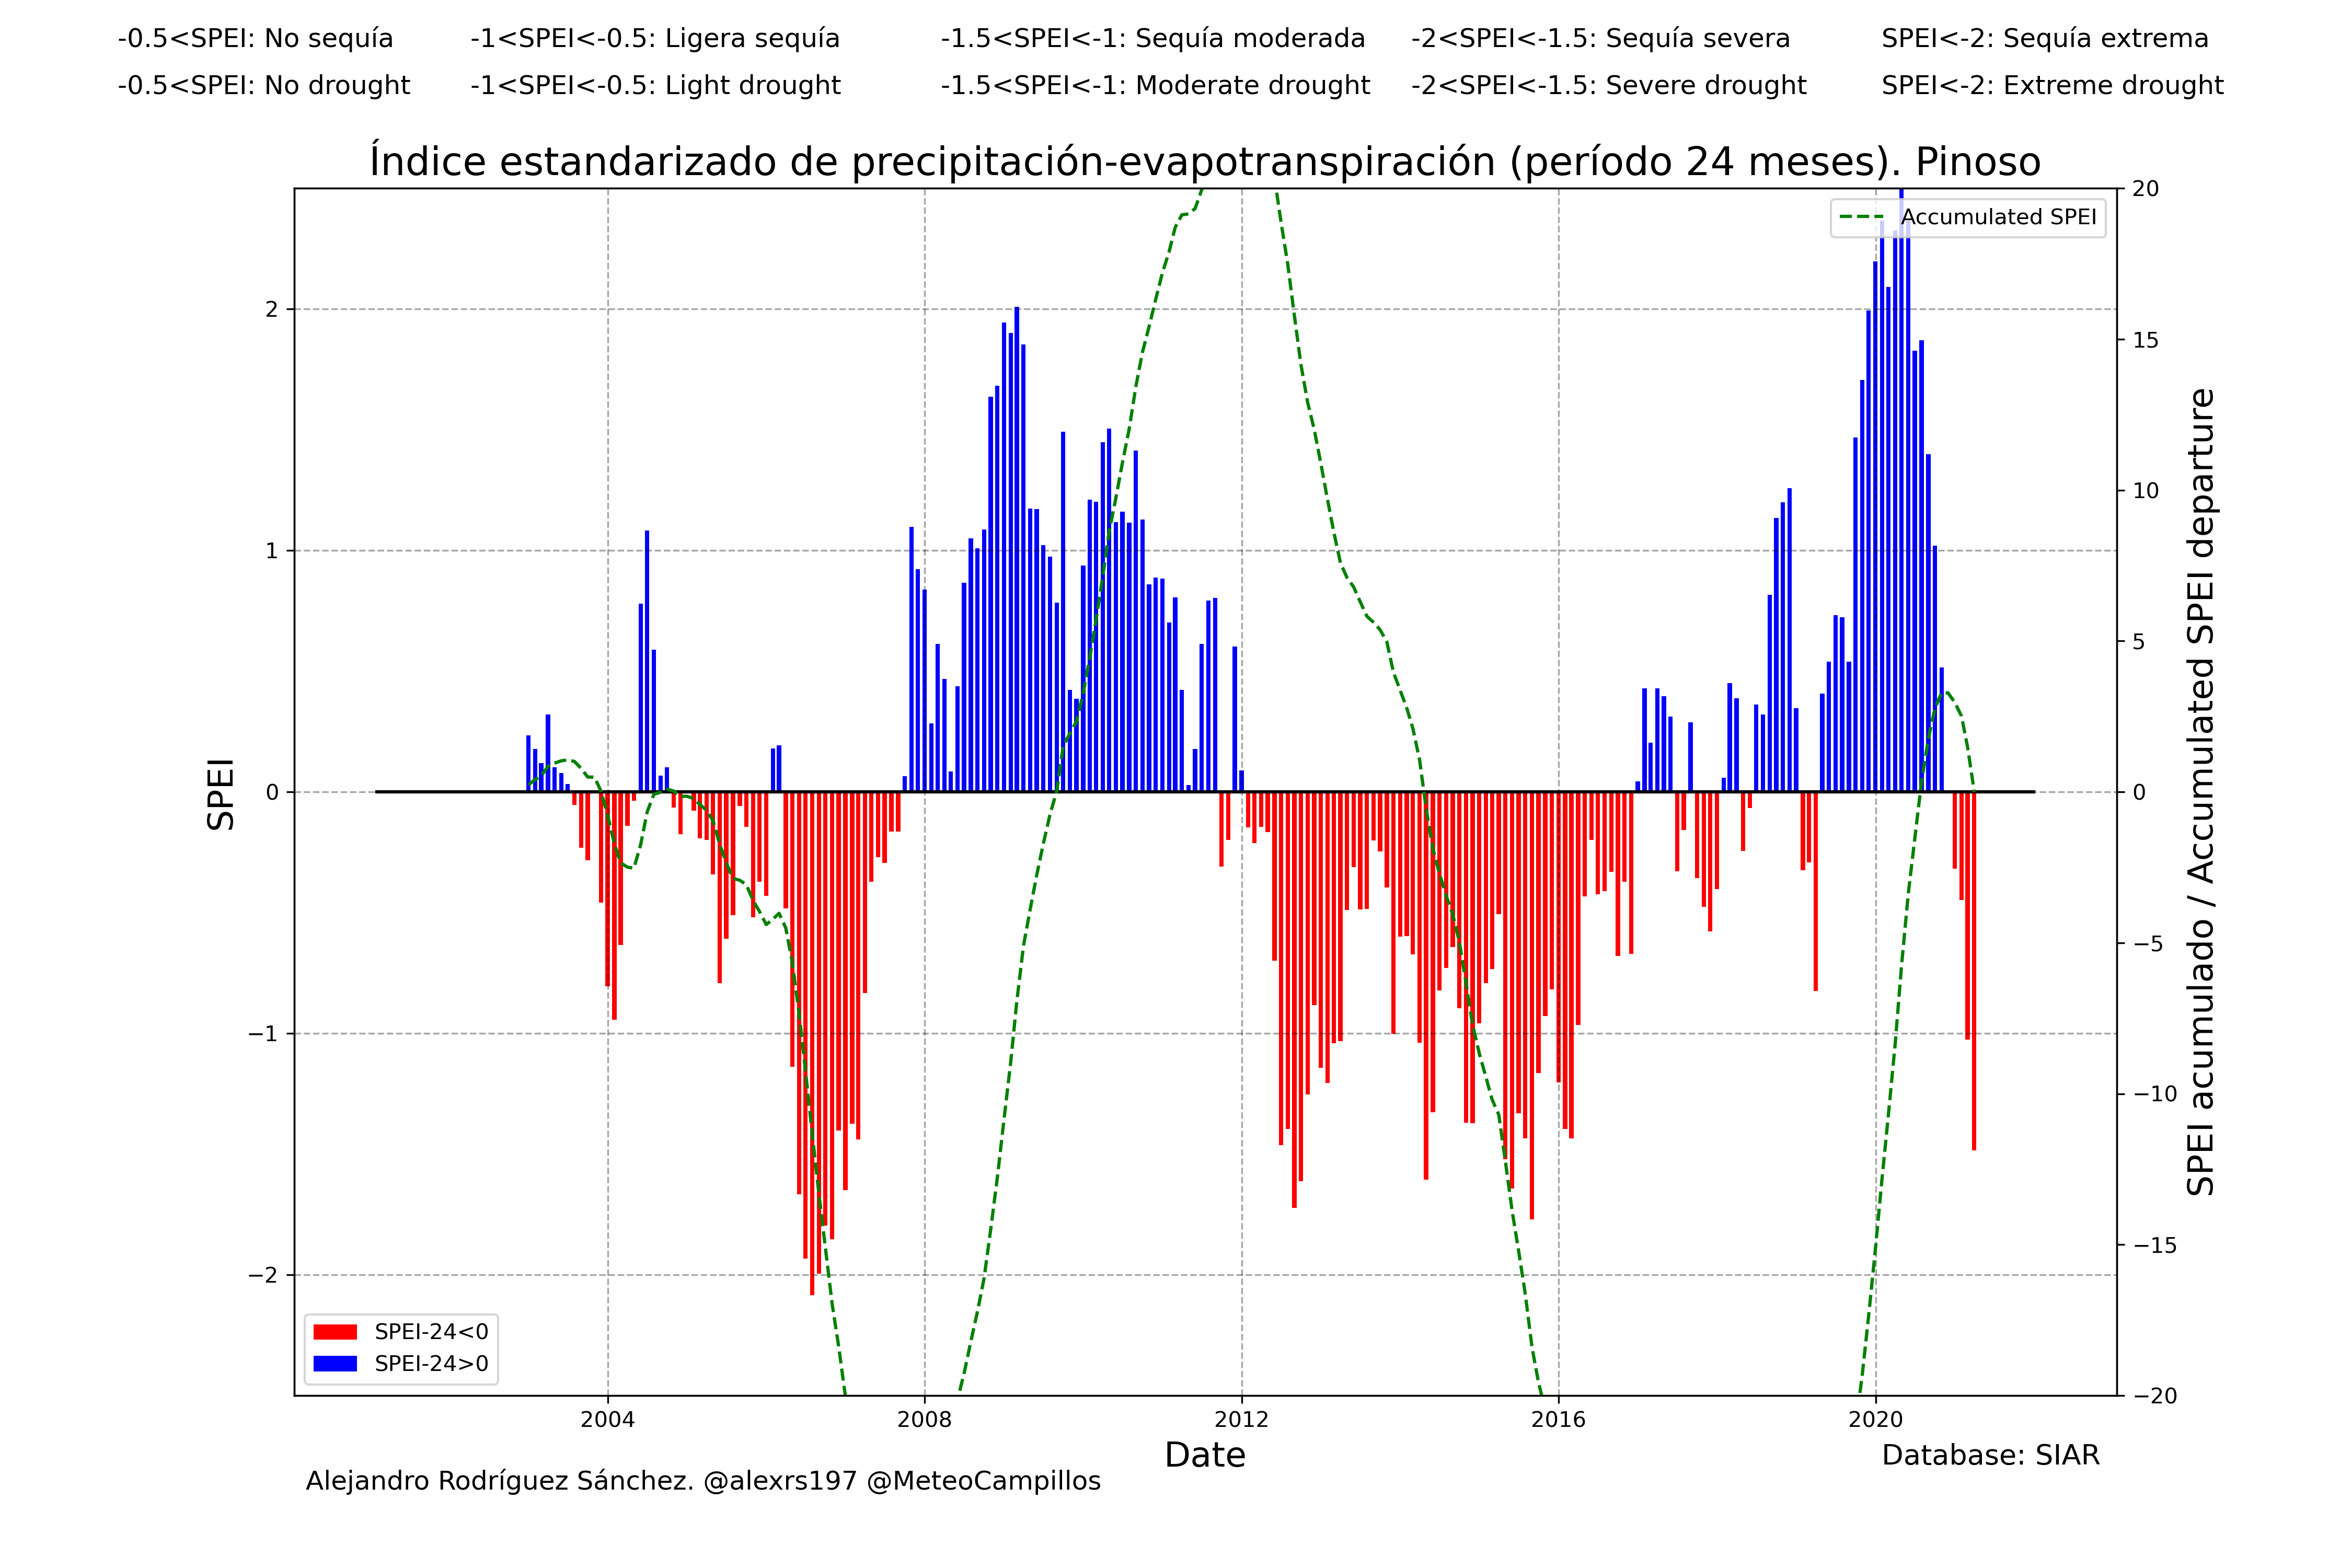 -0.5<SPEI: No sequía -1<SPEI<-0.5: Ligera sequía -1.5<SPEI<-1: Sequía moderada -2<SPEI<-1.5: Sequía severa SPEI<-2: Sequía extrema
-0.5<SPEI: No drought -1<SPEI<-0.5: Light drought -1.5<SPEI<-1: Moderate drought -2<SPEI<-1.5: Severe drought SPEI<-2: Extreme drought
Índice estandarizado de precipitación-evapotranspiración (período 24 meses). Pinoso
Accumulated SPEI
SPEI
2
1
0
−1
−2
20
15
10
5
0
−5
−10
−15
−20
SPEI acumulado / Accumulated SPEI departure
SPEI-24<0
SPEI-24>0
2004 2008 2012 2016 2020
Date
Database: SIAR
Alejandro Rodríguez Sánchez. @alexrs197 @MeteoCampillos